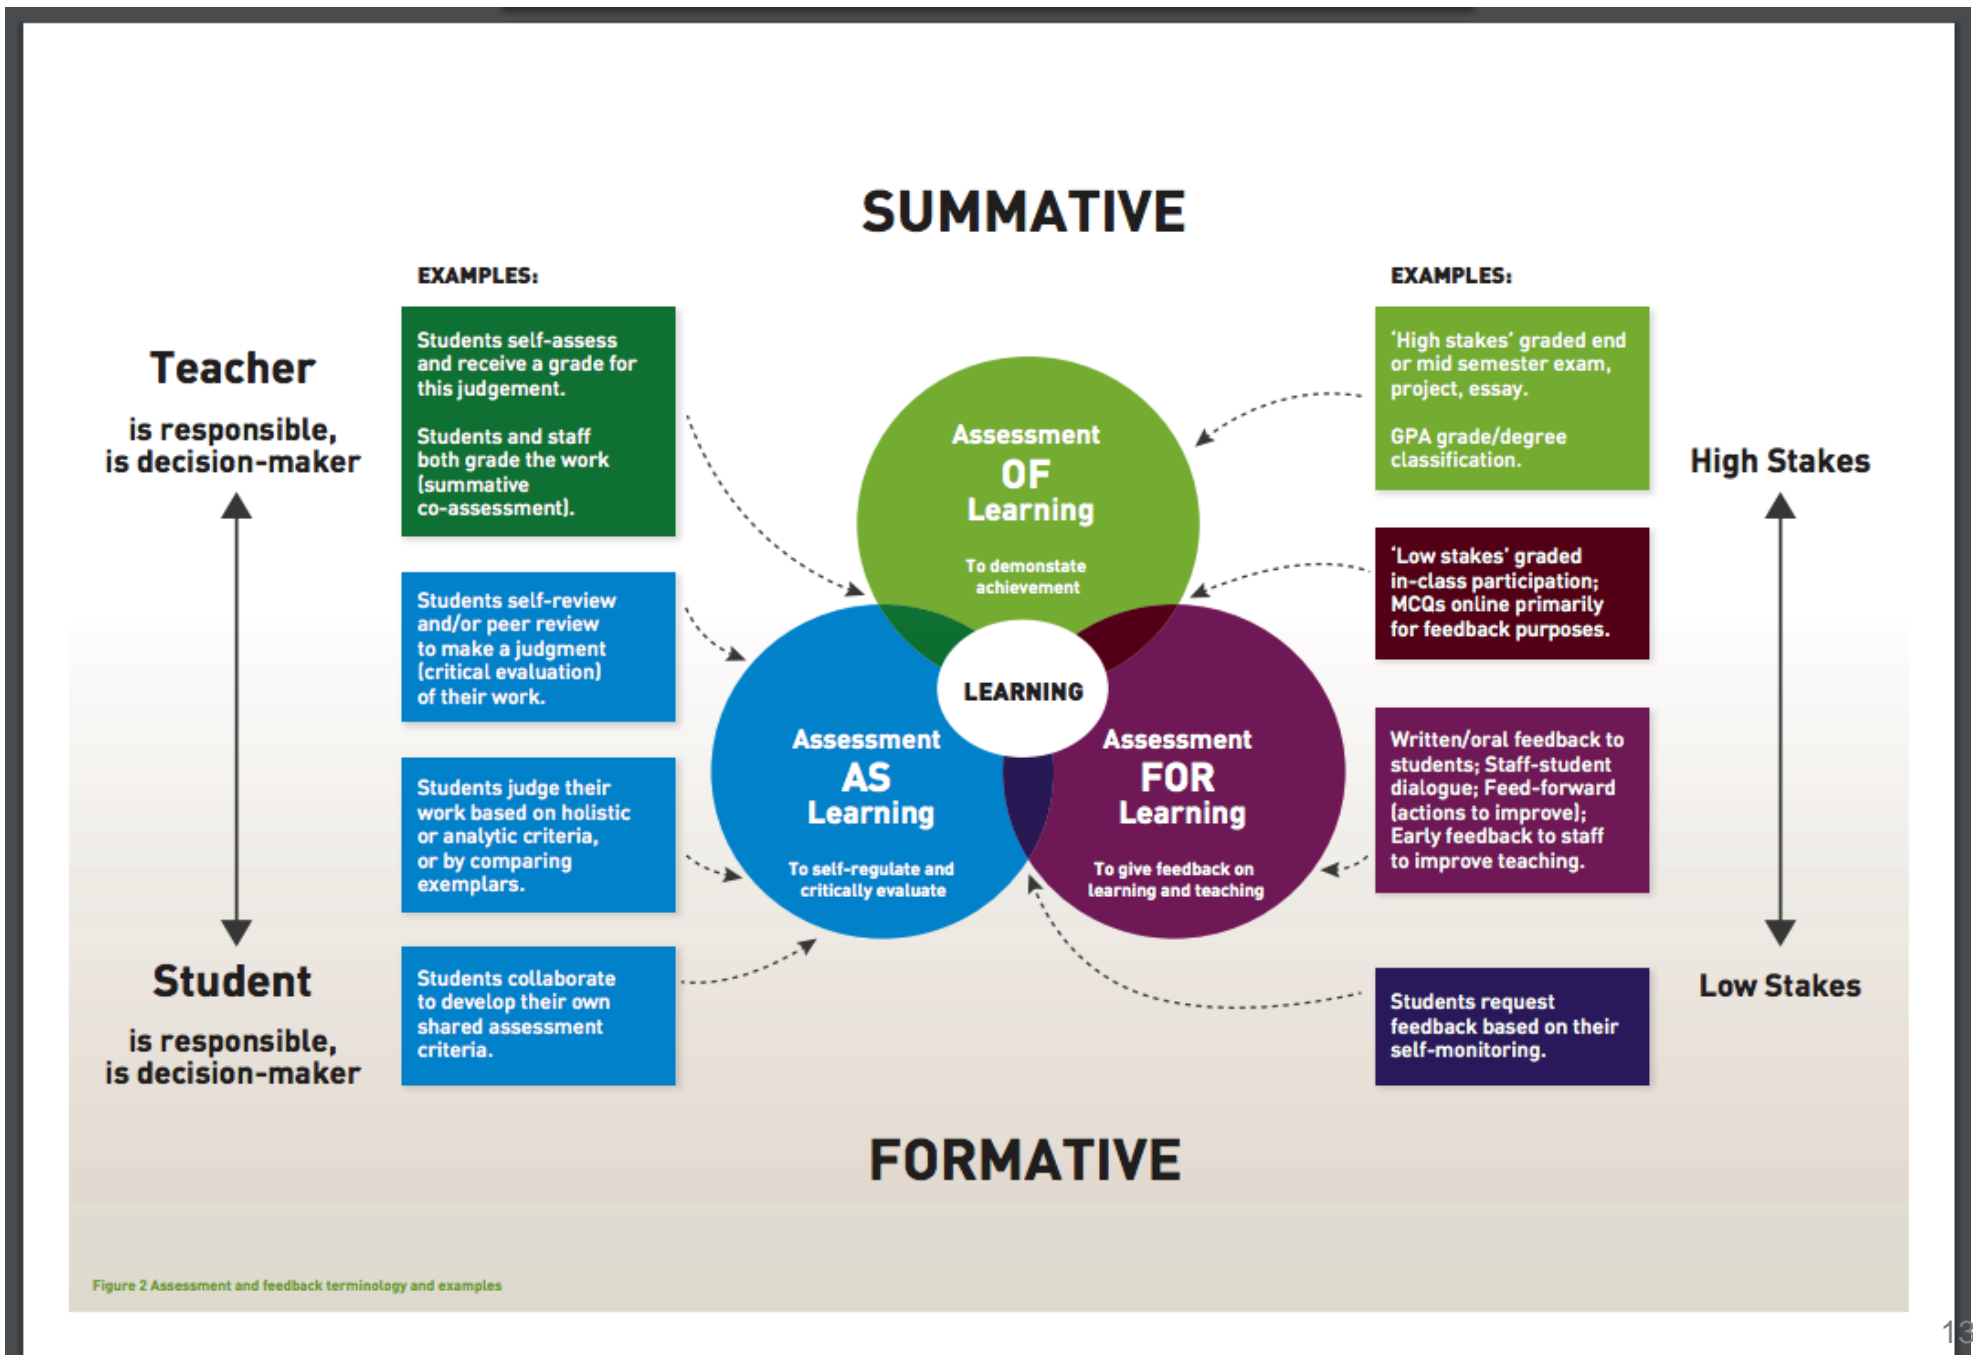 SUMMATIVE
EXAMPLES:
Students self-assess
and receive a grade for
this judgement.
Students and staff
both grade the work
(summative
co-assessment).
Students self-review
and/or peer review
to make a judgment
(critical evaluation)
of their work.
Students judge their
work based on holistic
or analytic criteria,
or by comparing
exemplars.
Students collaborate
to develop their own
shared assessment
criteria.
Teacher
is responsible,
is decision-maker
Student
is responsible,
is decision-maker
Assessment
OF
Learning
To demonstate
achievement
LEARNING
Assessment
AS
Learning
To self-regulate and
critically evaluate
Assessment
FOR
Learning
To give feedback on
learning and teaching
EXAMPLES:
‘High stakes’ graded end
or mid semester exam,
project, essay.
GPA grade/degree
classification.
‘Low stakes’ graded
in-class participation;
MCQs online primarily
for feedback purposes.
Written/oral feedback to
students; Staff-student
dialogue; Feed-forward
(actions to improve);
Early feedback to staff
to improve teaching.
Students request
feedback based on their
self-monitoring.
High Stakes
Low Stakes
FORMATIVE
Figure 2 Assessment and feedback terminology and examples
13